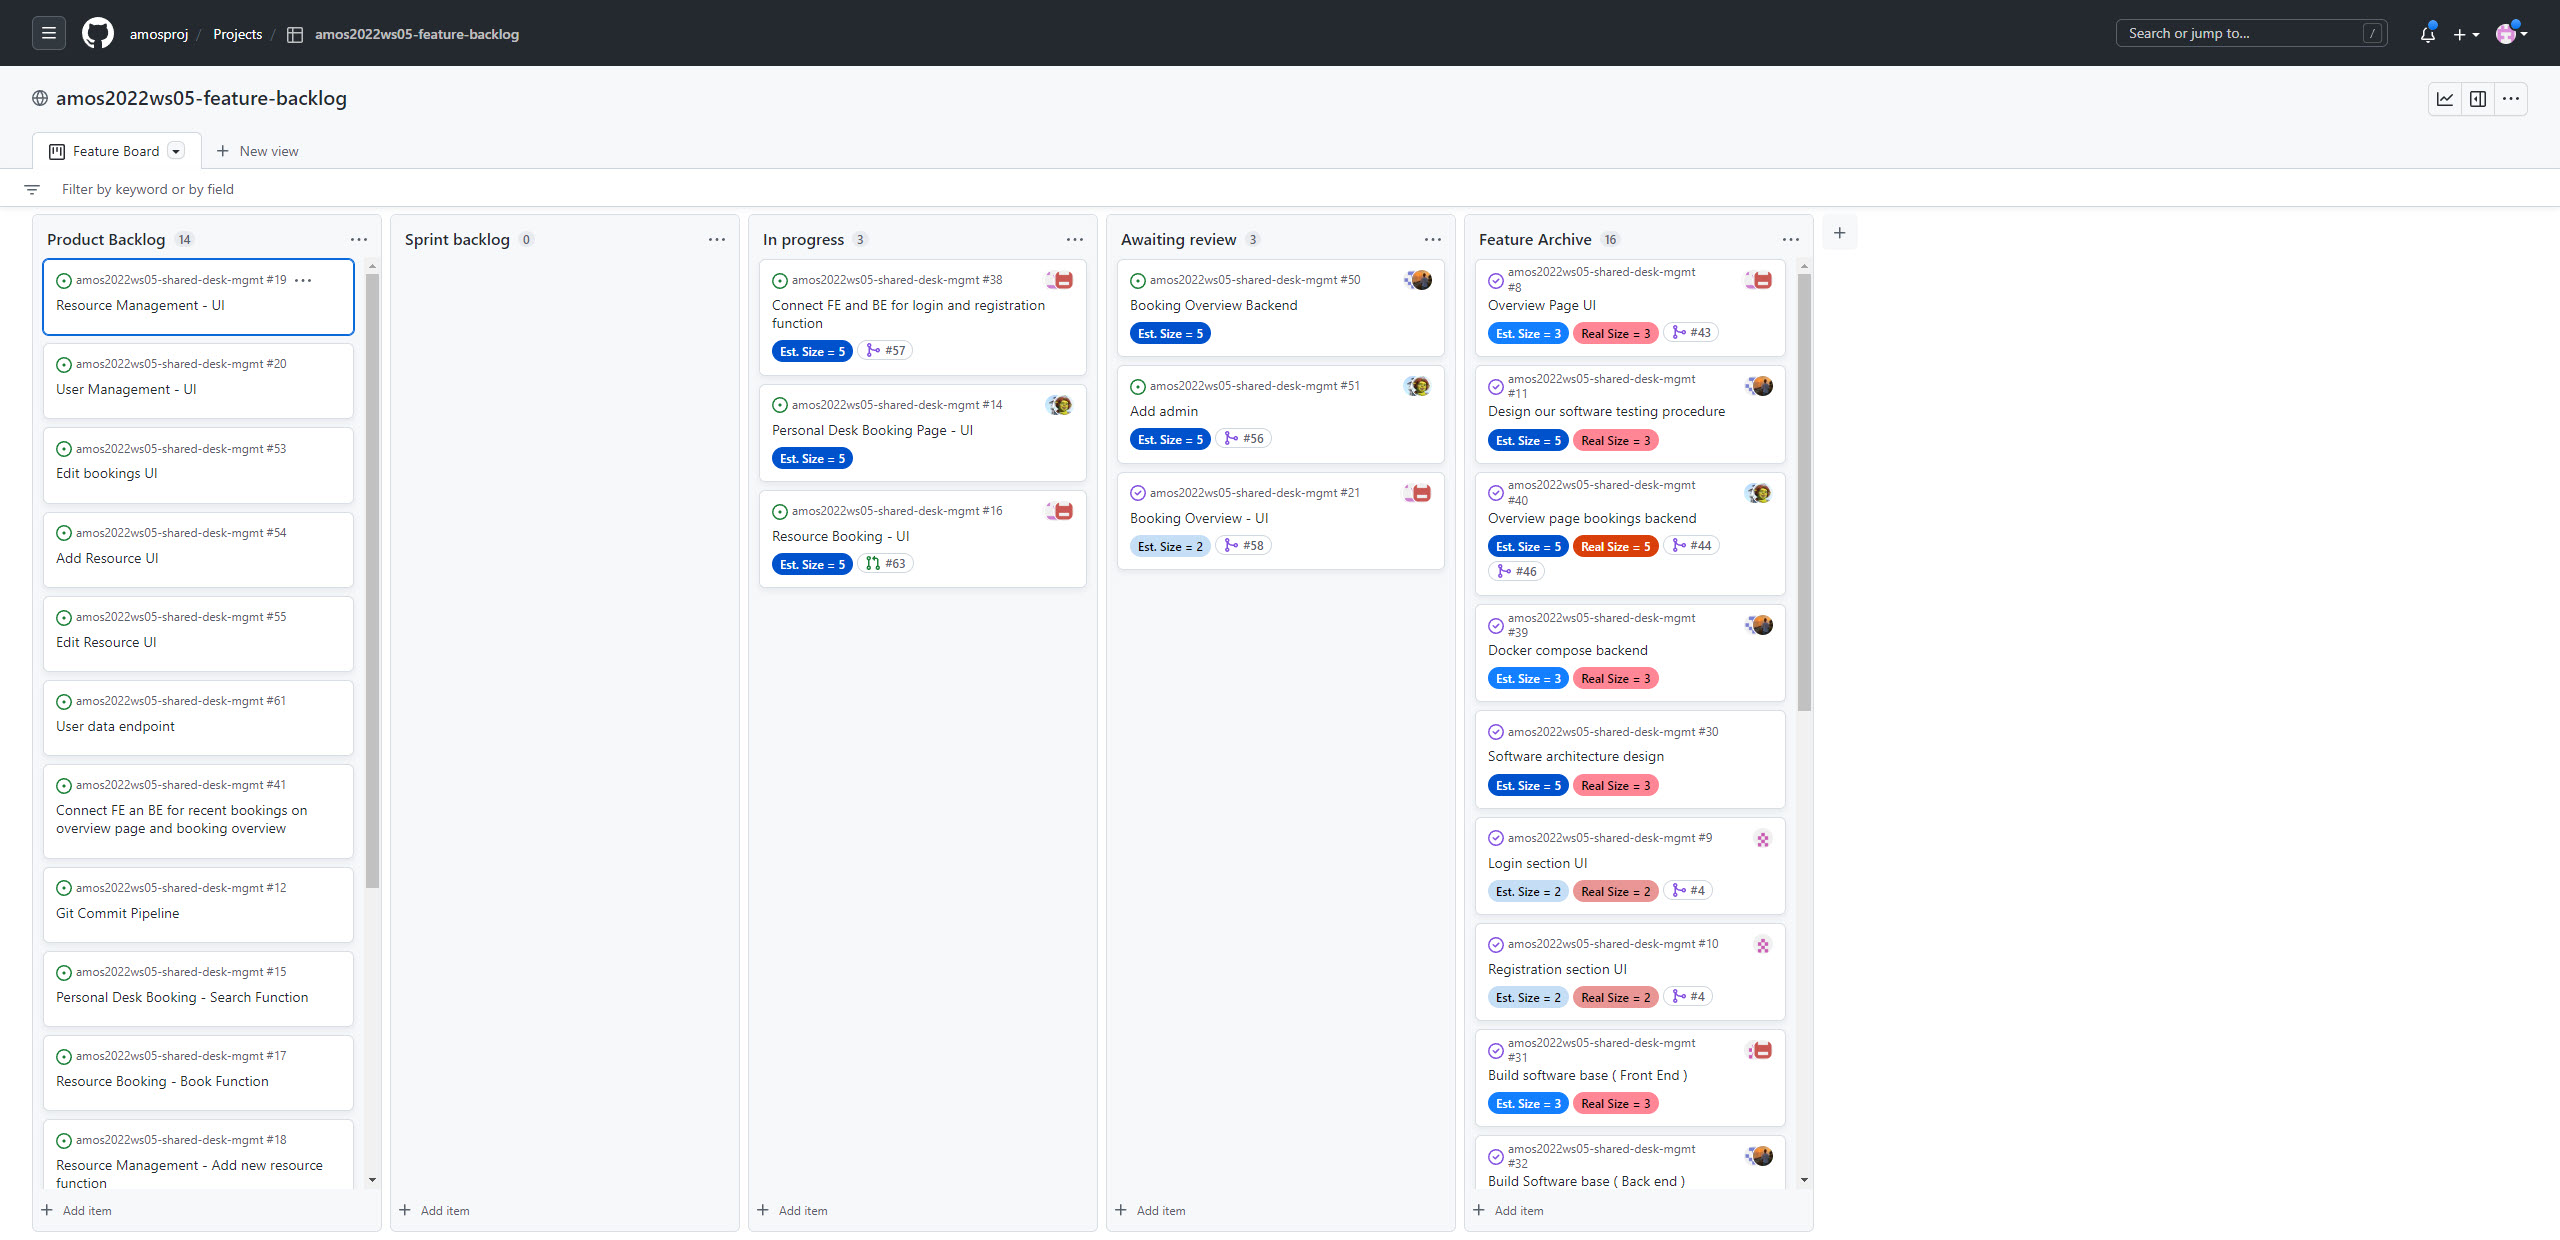 amosproj / Projects / amos2022ws05-feature-backlog
Search or jump to... /
amos2022ws05-feature-backlog
Feature Board
New view
Filter by keyword or by field
Product Backlog 14
amos2022ws05-shared-desk-mgmt #19
Resource Management - UI
amos2022ws05-shared-desk-mgmt #20
User Management - UI
amos2022ws05-shared-desk-mgmt #53
Edit bookings UI
amos2022ws05-shared-desk-mgmt #54
Add Resource UI
amos2022ws05-shared-desk-mgmt #55
Edit Resource UI
amos2022ws05-shared-desk-mgmt #61
User data endpoint
amos2022ws05-shared-desk-mgmt #41
Connect FE an BE for recent bookings on
overview page and booking overview
amos2022ws05-shared-desk-mgmt #12
Git Commit Pipeline
amos2022ws05-shared-desk-mgmt #15
Personal Desk Booking - Search Function
amos2022ws05-shared-desk-mgmt #17
Resource Booking - Book Function
amos2022ws05-shared-desk-mgmt #18
Resource Management - Add new resource
function
Add item
Sprint backlog 0
Add item
In progress 3
amos2022ws05-shared-desk-mgmt #38
Connect FE and BE for login and registration
function
Est. Size = 5 #57
amos2022ws05-shared-desk-mgmt #14
Personal Desk Booking Page - UI
Est. Size = 5
amos2022ws05-shared-desk-mgmt #16
Resource Booking - UI
Est. Size = 5 #63
Add item
Awaiting review 3
amos2022ws05-shared-desk-mgmt #50
Booking Overview Backend
Est. Size = 5
amos2022ws05-shared-desk-mgmt #51
Add admin
Est. Size = 5 #56
amos2022ws05-shared-desk-mgmt #21
Booking Overview - UI
Est. Size = 2 #58
Add item
Feature Archive 16
amos2022ws05-shared-desk-mgmt
#8
Overview Page UI
Est. Size = 3 Real Size = 3 #43
amos2022ws05-shared-desk-mgmt
#11
Design our software testing procedure
Est. Size = 5 Real Size = 3
amos2022ws05-shared-desk-mgmt
#40
Overview page bookings backend
Est. Size = 5 Real Size = 5 #44
#46
amos2022ws05-shared-desk-mgmt
#39
Docker compose backend
Est. Size = 3 Real Size = 3
amos2022ws05-shared-desk-mgmt #30
Software architecture design
Est. Size = 5 Real Size = 3
amos2022ws05-shared-desk-mgmt #9
Login section UI
Est. Size = 2 Real Size = 2 #4
amos2022ws05-shared-desk-mgmt #10
Registration section UI
Est. Size = 2 Real Size = 2 #4
amos2022ws05-shared-desk-mgmt
#31
Build software base ( Front End )
Est. Size = 3 Real Size = 3
amos2022ws05-shared-desk-mgmt
#32
Build Software base ( Back end )
Add item